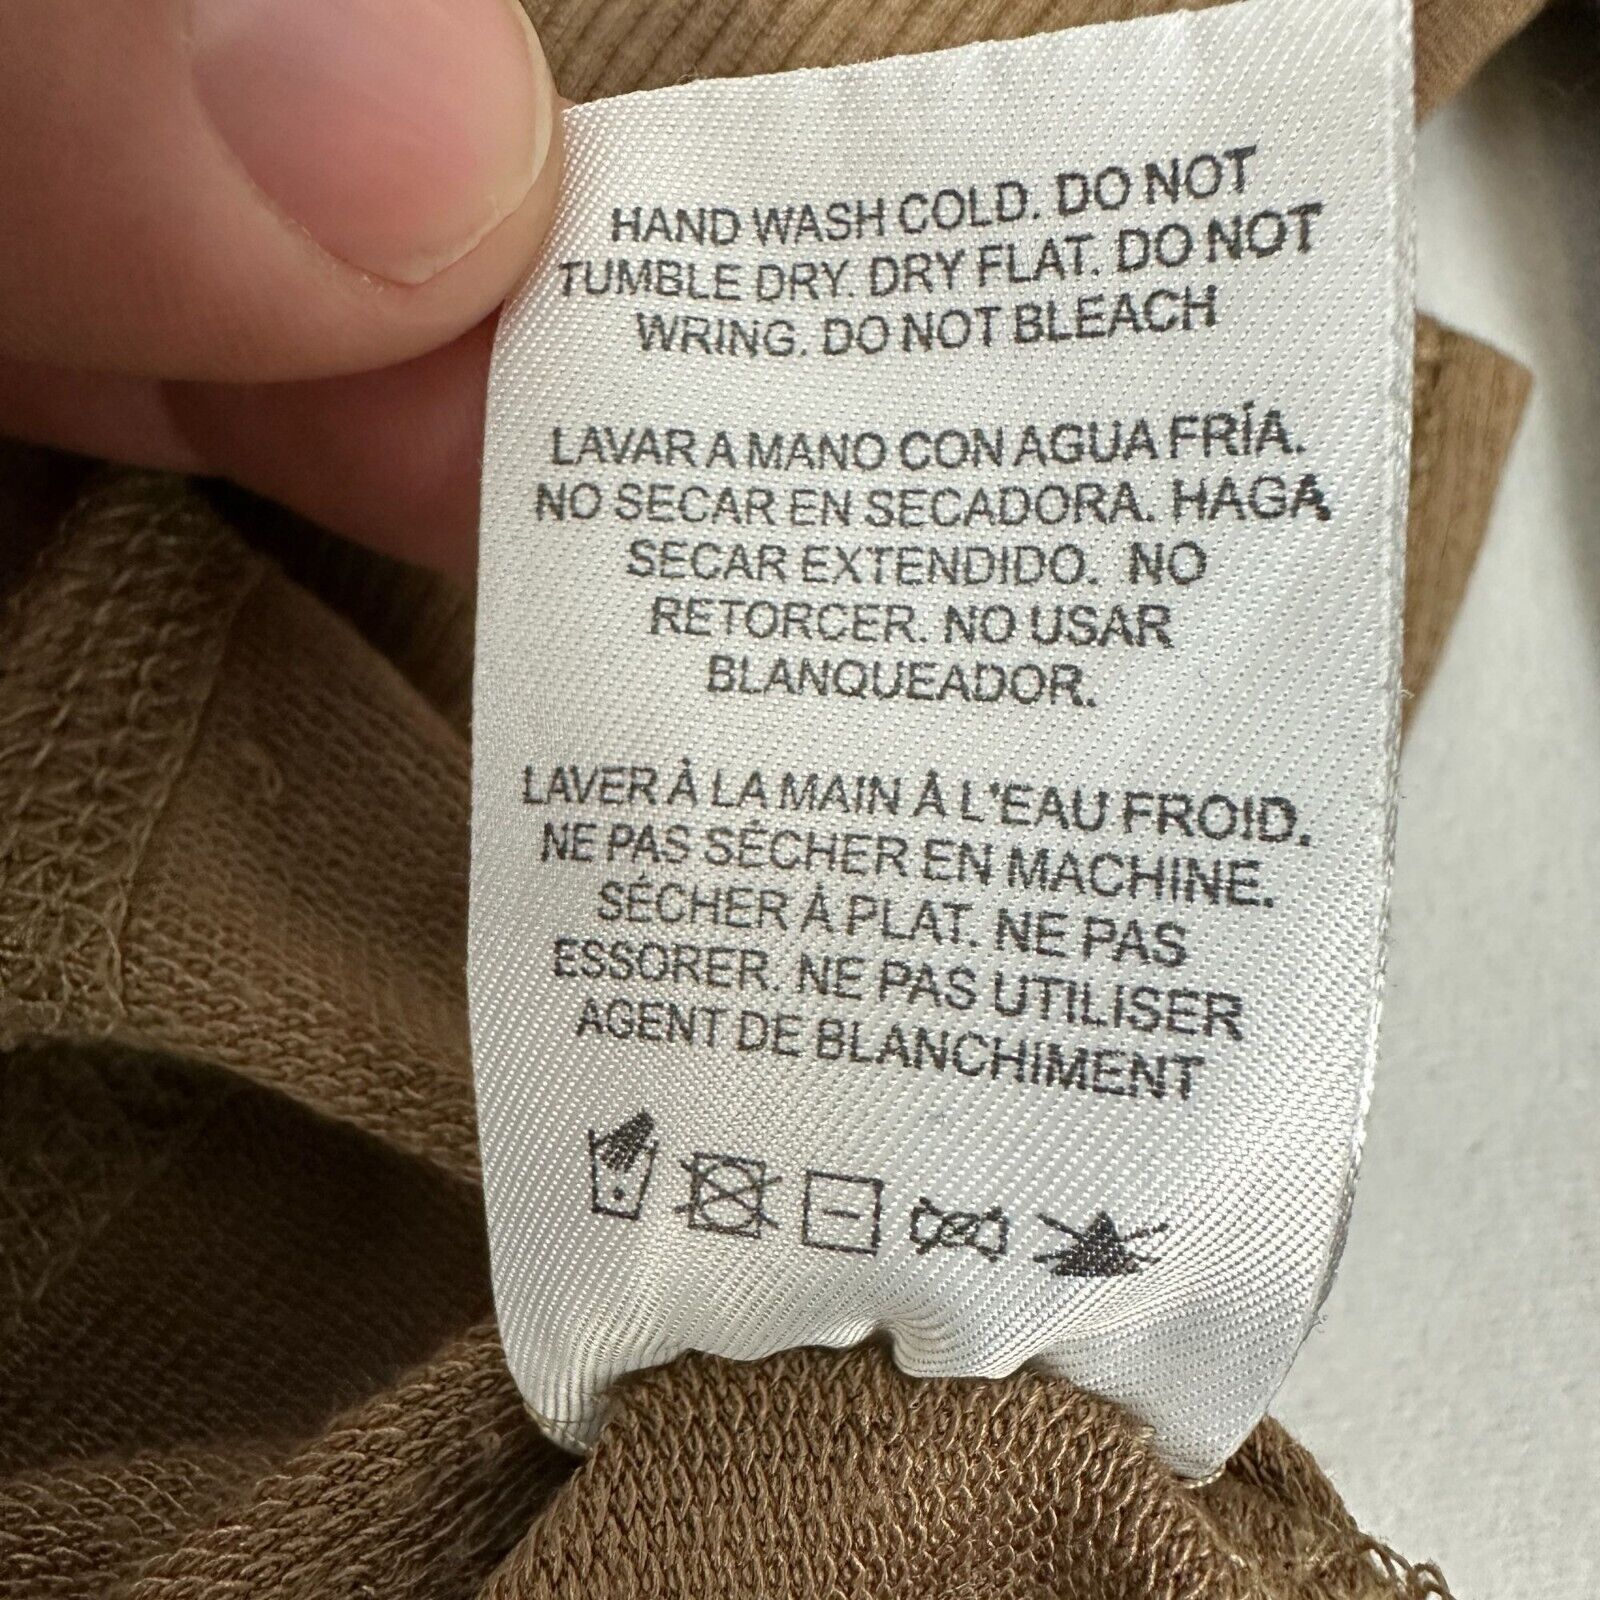 HAND WASH COLD. DO NOT
TUMBLE DRY. DRY FLAT. DO NOT
WRING. DO NOT BLEACH
LAVAR A MANO CON AGUA FRÍA.
NO SECAR EN SECADORA. HAGA
SECAR EXTENDIDO. NO
RETORCER. NO USAR
BLANQUEADOR.
LAVER À LA MAIN À L'EAU FROID.
NE PAS SÉCHER EN MACHINE.
SÉCHER À PLAT. NE PAS
ESSORER. NE PAS UTILISER
AGENT DE BLANCHIMENT